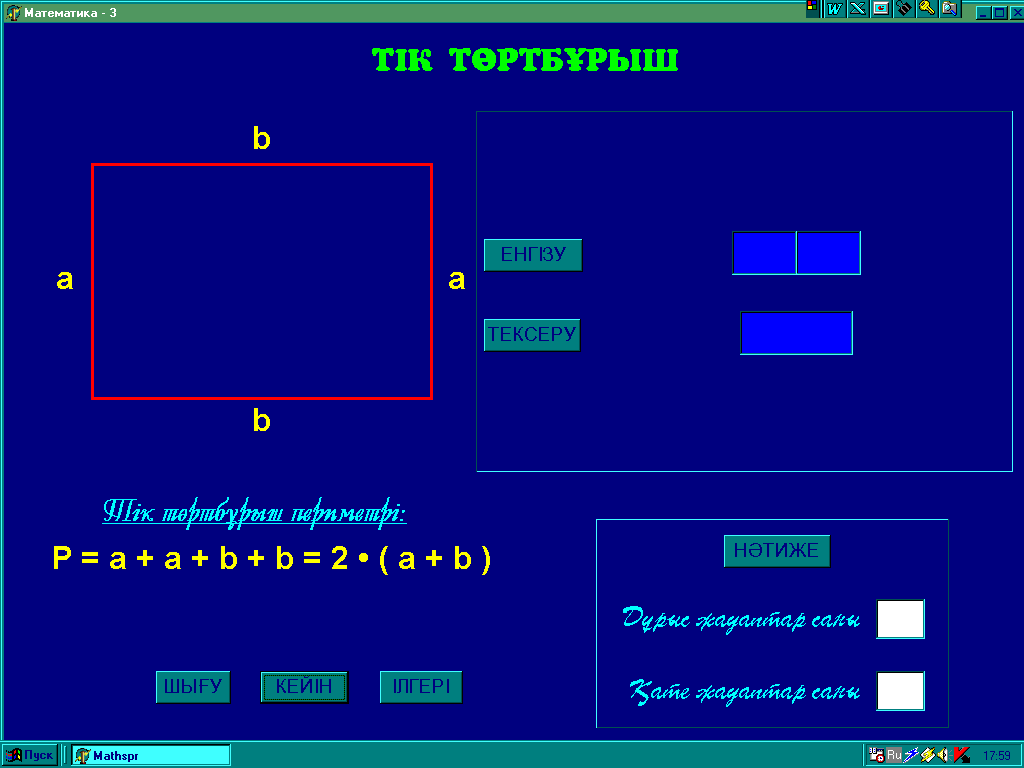 Математика - 3
ТІК ТӨРТБҰРЫШ
b
a
a
b
ЕНГІЗУ
ТЕКСЕРУ
Тік төртбұрыш периметрі:
P = a + a + b + b = 2 • ( a + b )
НӘТИЖЕ
Дұрыс жауаптар саны
Қате жауаптар саны
ШЫҒУ
КЕЙІН
ІЛГЕРІ
Пуск
Mathspr
Ru
17:59